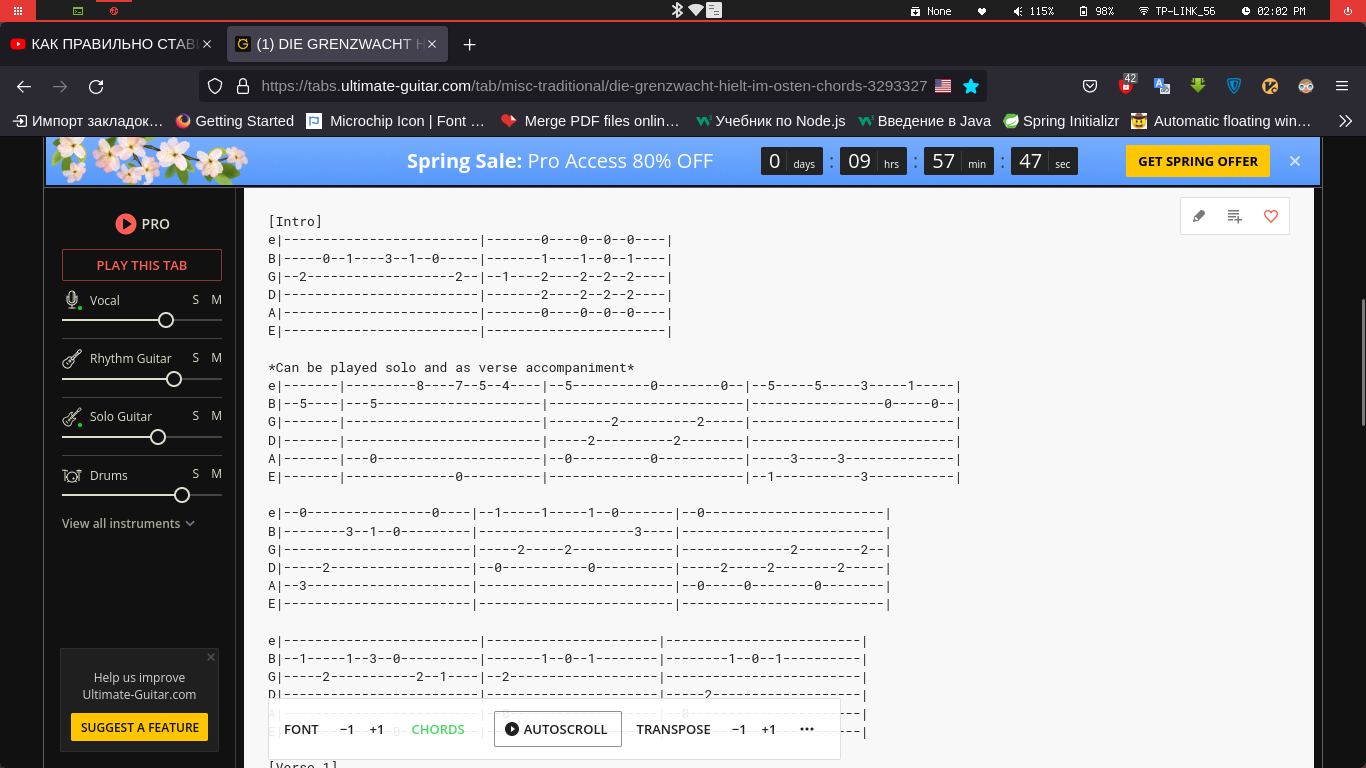 None 115% 98% TP-LINK_56 02:02 PM
КАК ПРАВИЛЬНО СТАВ
(1) DIE GRENZWACHT H
https://tabs.ultimate-guitar.com/tab/misc-traditional/die-grenzwacht-hielt-im-osten-chords-3293327
42
Импорт закладок… Getting Started Microchip Icon | Font … Merge PDF files onlin… Учебник по Node.js Введение в Java Spring Initializr Automatic floating win…
Spring Sale: Pro Access 80% OFF 0 days : 09 hrs : 57 min : 47 sec GET SPRING OFFER
PRO
PLAY THIS TAB
Vocal S M
Rhythm Guitar S M
Solo Guitar S M
Drums S M
View all instruments
Help us improve
Ultimate-Guitar.com
SUGGEST A FEATURE
[Intro]
e|-------------------------|-------0----0--0--0----|
B|-----0--1----3--1--0-----|-------1----1--0--1----|
G|--2-------------------2--|--1----2----2--2--2----|
D|-------------------------|-------2----2--2--2----|
A|-------------------------|-------0----0--0--0----|
E|-------------------------|-----------------------|
*Can be played solo and as verse accompaniment*
e|-------|---------8----7--5--4----|--5----------0--------0--|--5-----5-----3-----1-----|
B|--5----|---5---------------------|-------------------------|-----------------0-----0--|
G|-------|-------------------------|--------2----------2-----|--------------------------|
D|-------|-------------------------|-----2----------2--------|--------------------------|
A|-------|---0---------------------|--0----------0-----------|-----3-----3--------------|
E|-------|--------------0----------|-------------------------|--1-----------3-----------|
e|--0----------------0----|--1-----1-----1--0-------|--0-----------------------|
B|--------3--1--0---------|--------------------3----|--------------------------|
G|------------------------|-----2-----2-------------|--------------2--------2--|
D|-----2------------------|--0-----------0----------|-----2-----2--------2-----|
A|--3---------------------|-------------------------|--0-----0--------0--------|
E|------------------------|-------------------------|--------------------------|
e|-------------------------|----------------------|-------------------------|
B|--1-----1--3--0----------|-------1--0--1--------|--------1--0--1----------|
G|-----2-----------2--1----|--2-------------------|-------------------------|
D|-------------------------|----------------------|-----2-------------------|
FONT −1 +1 CHORDS AUTOSCROLL TRANSPOSE −1 +1
[Verse 1]